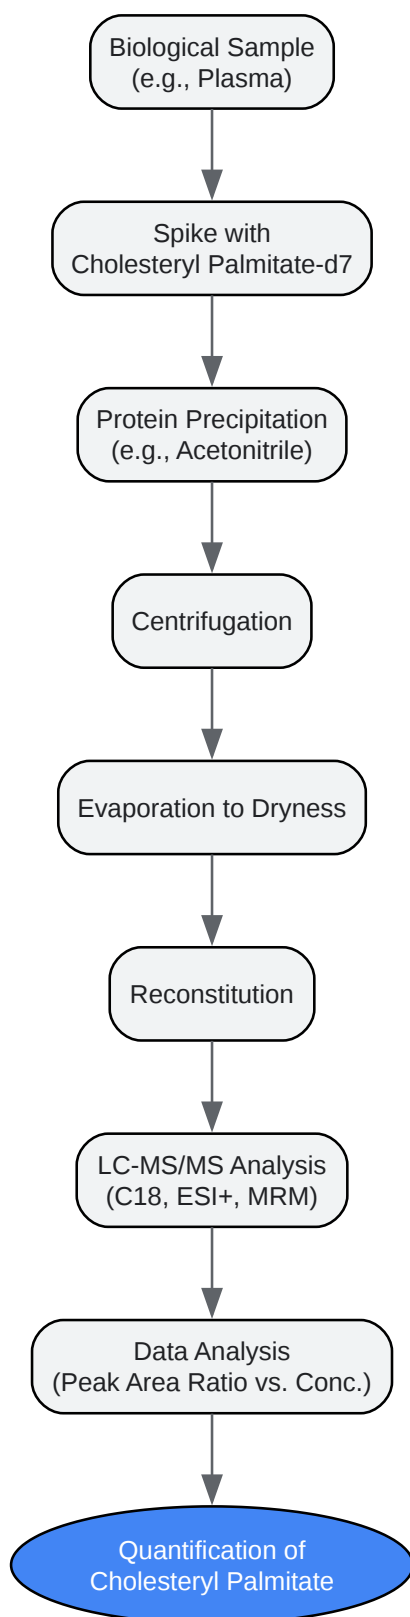 Biological Sample
(e.g., Plasma)
Spike with
Cholesteryl Palmitate-d7
Protein Precipitation
(e.g., Acetonitrile)
Centrifugation
Evaporation to Dryness
Reconstitution
LC-MS/MS Analysis
(C18, ESI+, MRM)
Data Analysis
(Peak Area Ratio vs. Conc.)
Quantification of
Cholesteryl Palmitate